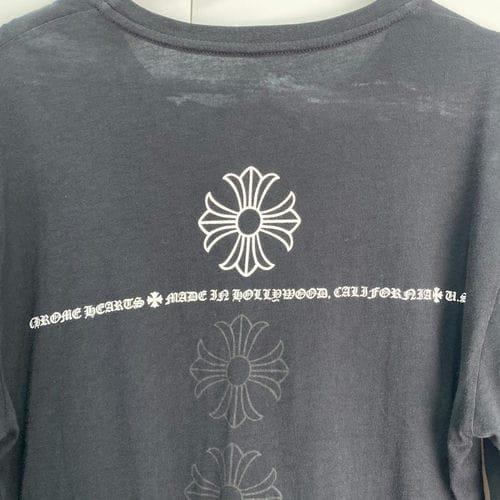 CHROME HEARTS ✠ MADE IN HOLLYWOOD, CALIFORNIA ✠ U.S